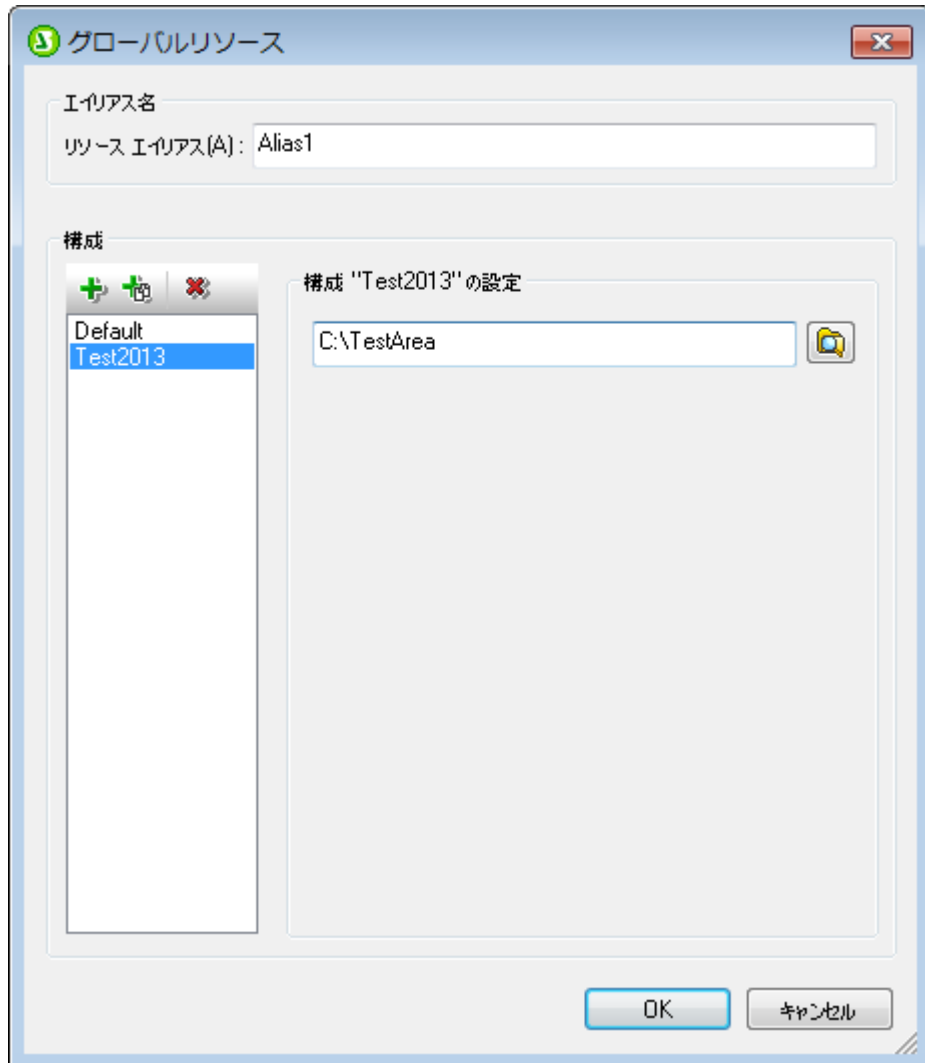 グローバルリソース
エイリアス名
リソース エイリアス(A) : Alias1
構成
構成 "Test2013" の設定
Default
Test2013
C:\TestArea
OK
キャンセル